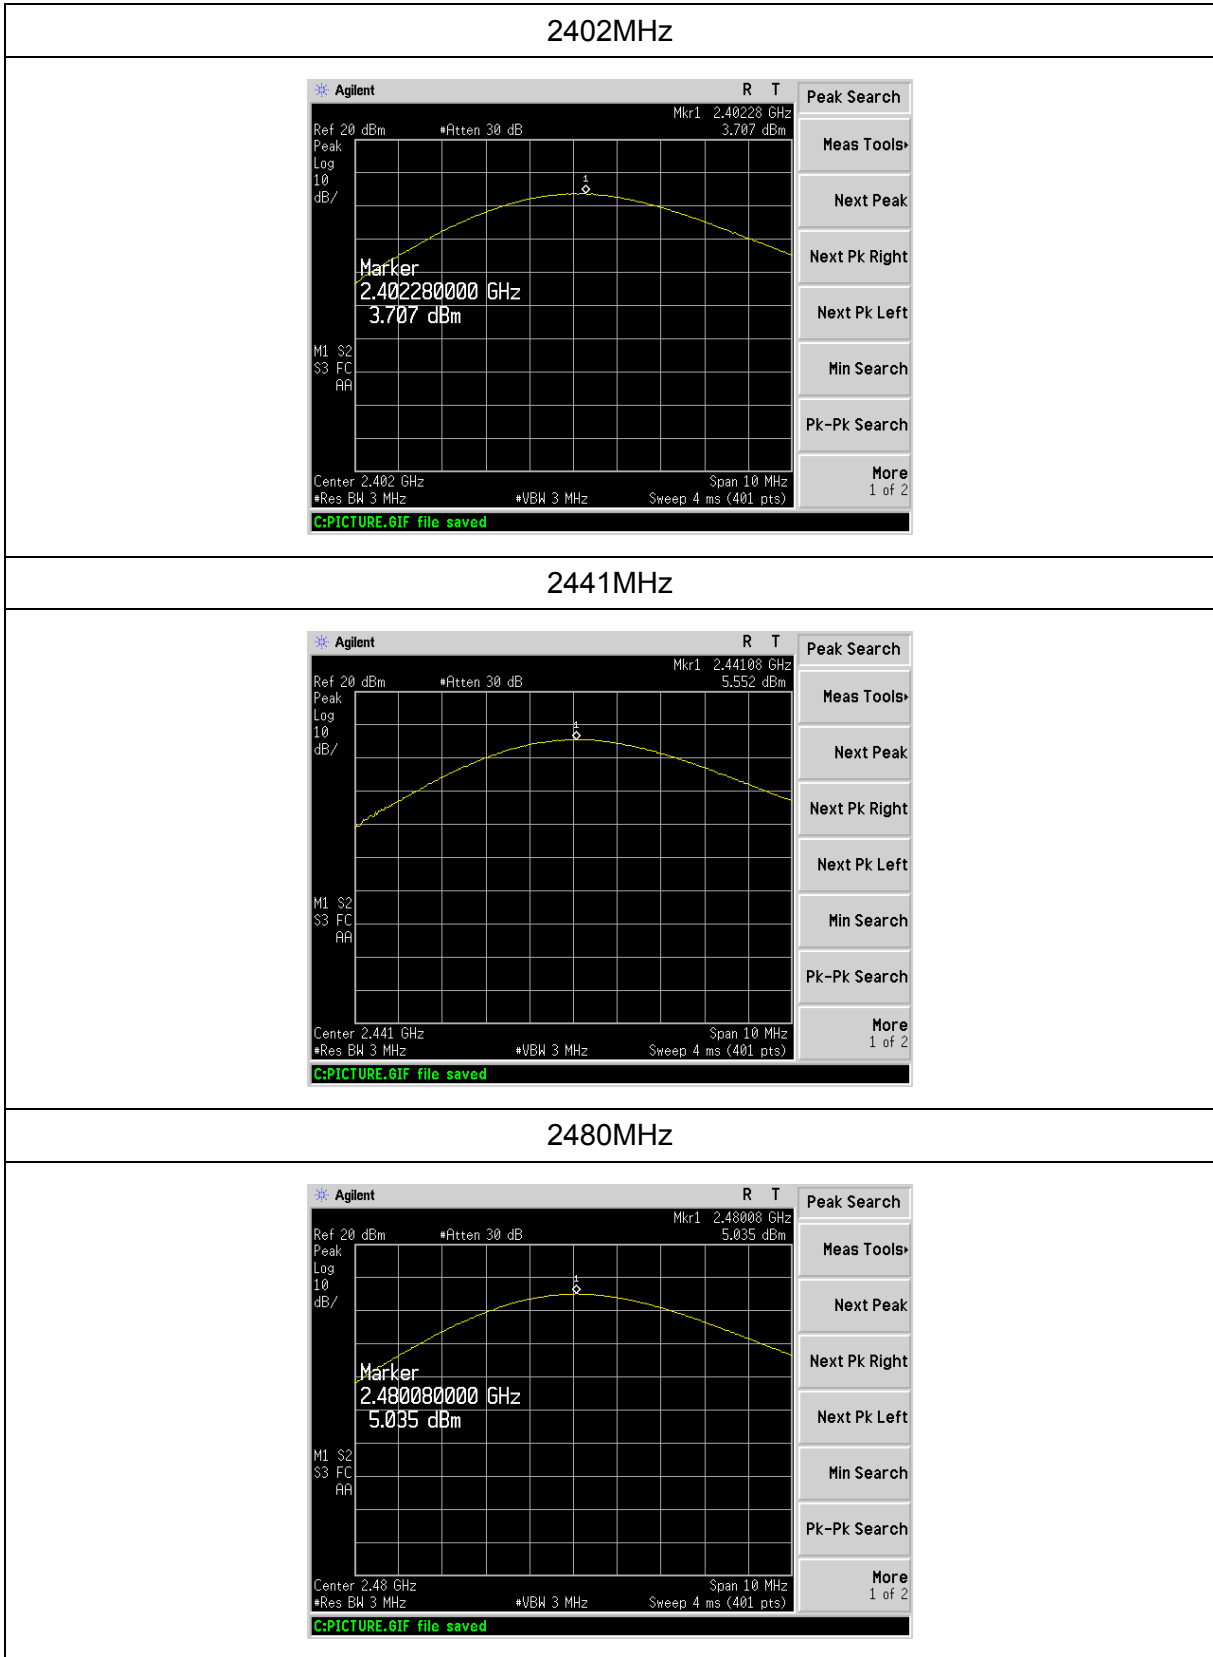 2402MHz
Agilent R T
Peak Search
Mkr1 2.40228 GHz
Ref 20 dBm #Atten 30 dB 3.707 dBm
Peak
Log
10
dB/
1
Marker
2.402280000 GHz
3.707 dBm
M1 S2
S3 FC
AA
Center 2.402 GHz Span 10 MHz
#Res BW 3 MHz #VBW 3 MHz Sweep 4 ms (401 pts)
C:PICTURE.GIF file saved
Meas Tools
Next Peak
Next Pk Right
Next Pk Left
Min Search
Pk-Pk Search
More
1 of 2
2441MHz
Agilent R T
Peak Search
Mkr1 2.44108 GHz
Ref 20 dBm #Atten 30 dB 5.552 dBm
Peak
Log
10
dB/
1
M1 S2
S3 FC
AA
Center 2.441 GHz Span 10 MHz
#Res BW 3 MHz #VBW 3 MHz Sweep 4 ms (401 pts)
C:PICTURE.GIF file saved
Meas Tools
Next Peak
Next Pk Right
Next Pk Left
Min Search
Pk-Pk Search
More
1 of 2
2480MHz
Agilent R T
Peak Search
Mkr1 2.48008 GHz
Ref 20 dBm #Atten 30 dB 5.035 dBm
Peak
Log
10
dB/
1
Marker
2.480080000 GHz
5.035 dBm
M1 S2
S3 FC
AA
Center 2.48 GHz Span 10 MHz
#Res BW 3 MHz #VBW 3 MHz Sweep 4 ms (401 pts)
C:PICTURE.GIF file saved
Meas Tools
Next Peak
Next Pk Right
Next Pk Left
Min Search
Pk-Pk Search
More
1 of 2